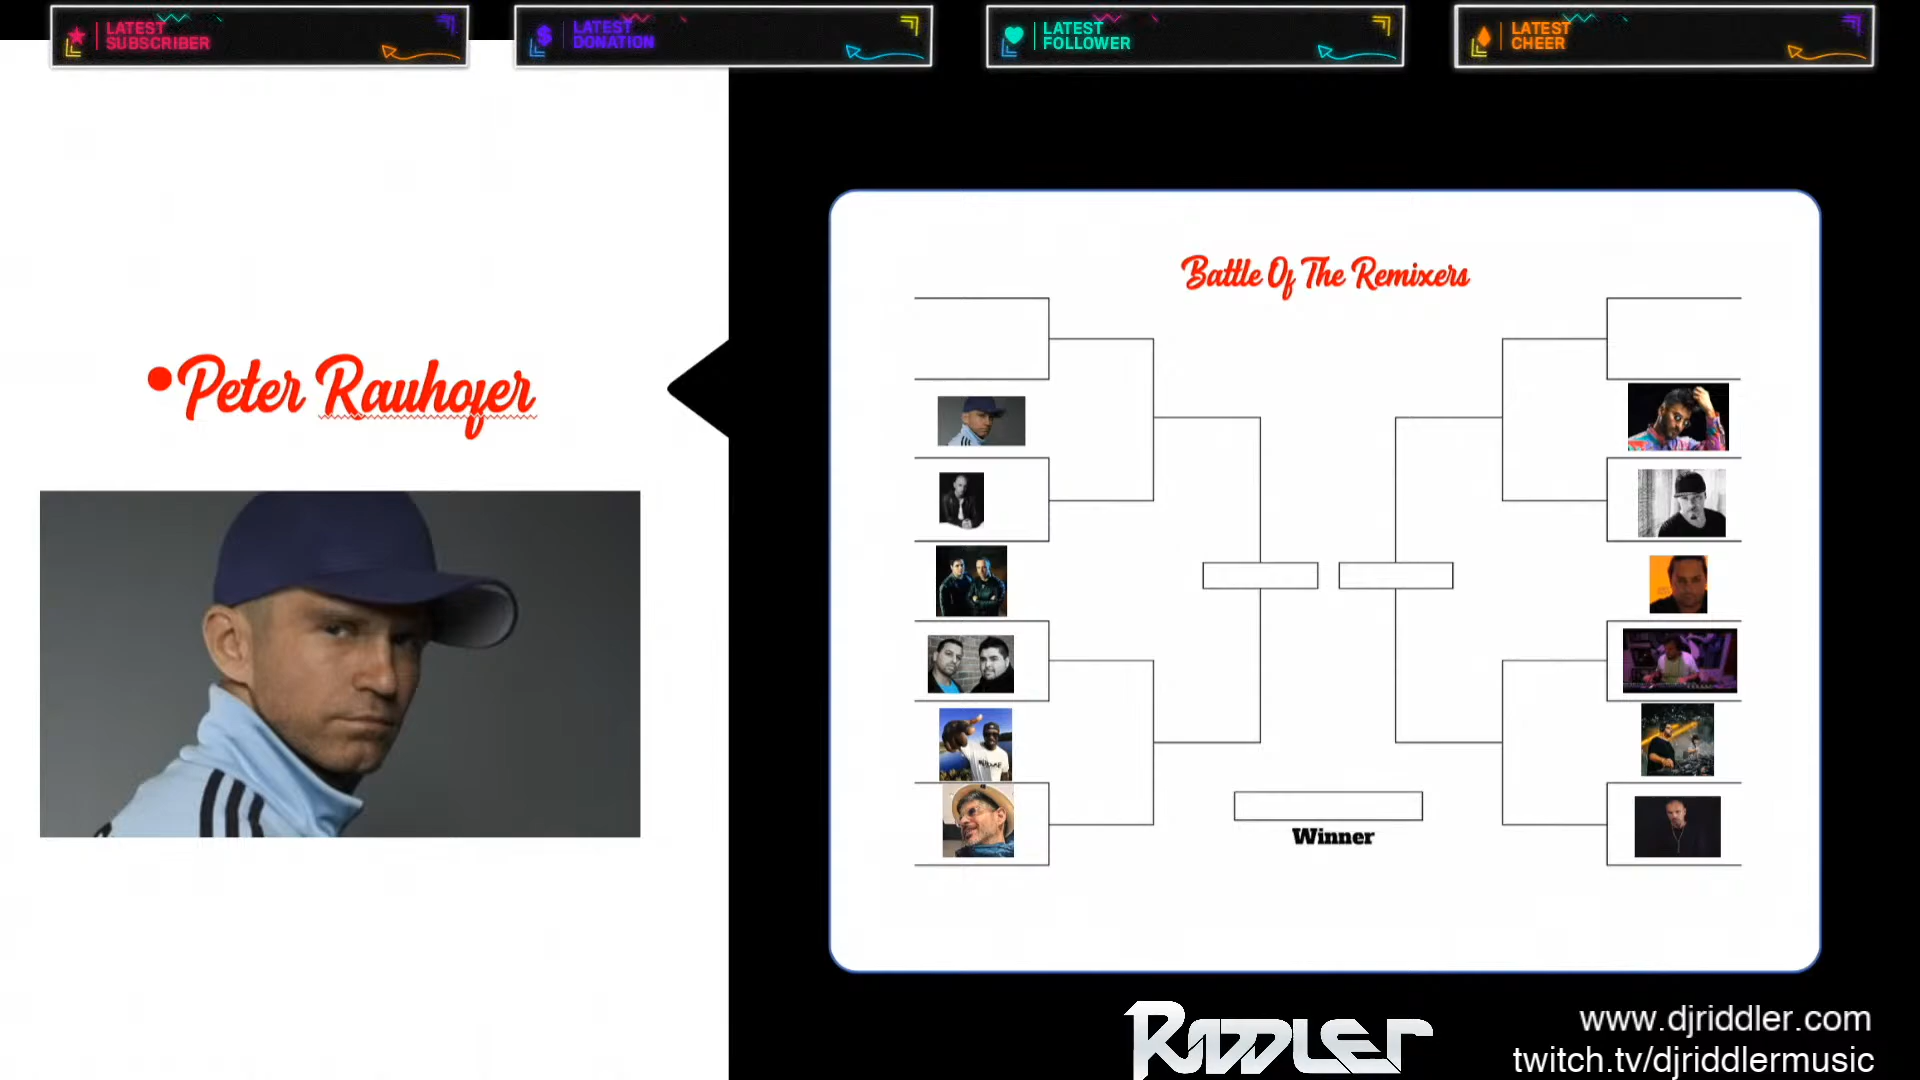 LATEST
SUBSCRIBER
LATEST
DONATION
LATEST
FOLLOWER
LATEST
CHEER
Battle Of The Remixers
•Peter Rauhofer
Winner
RIDDLER
www.djriddler.com
twitch.tv/djriddlermusic